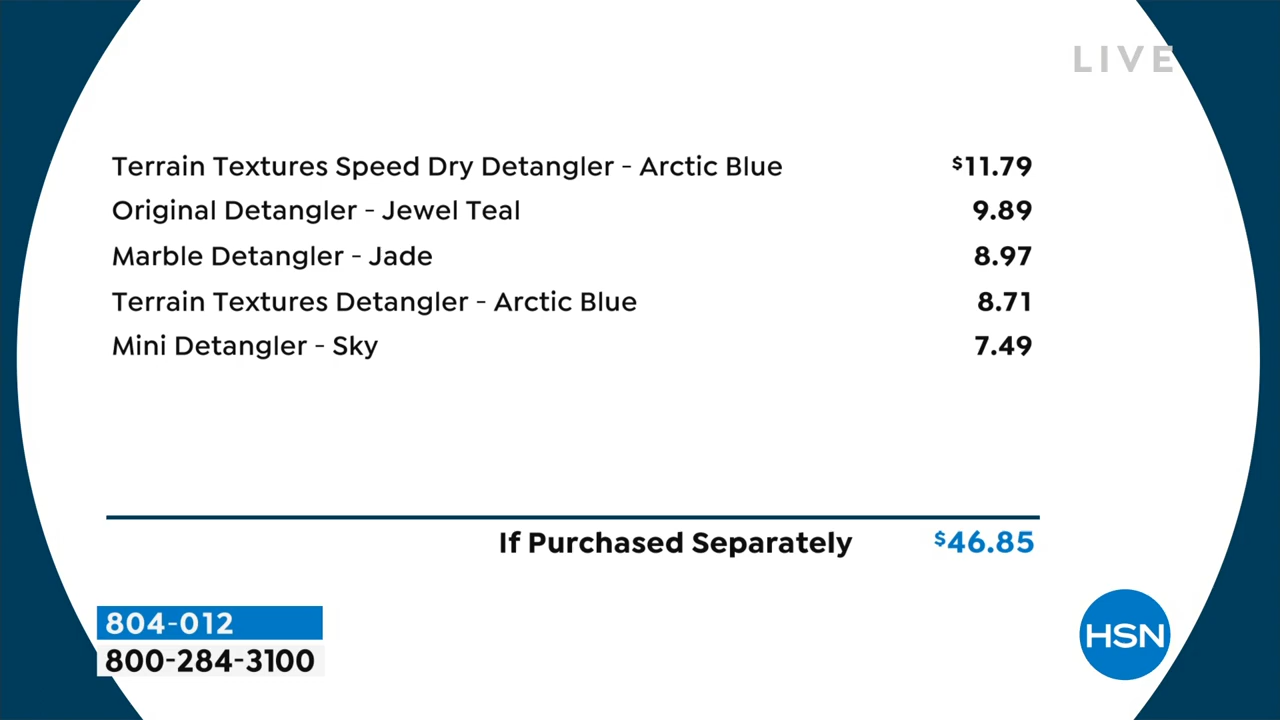 LIVE
Terrain Textures Speed Dry Detangler - Arctic Blue $11.79
Original Detangler - Jewel Teal 9.89
Marble Detangler - Jade 8.97
Terrain Textures Detangler - Arctic Blue 8.71
Mini Detangler - Sky 7.49
If Purchased Separately $46.85
804-012
800-284-3100
HSN